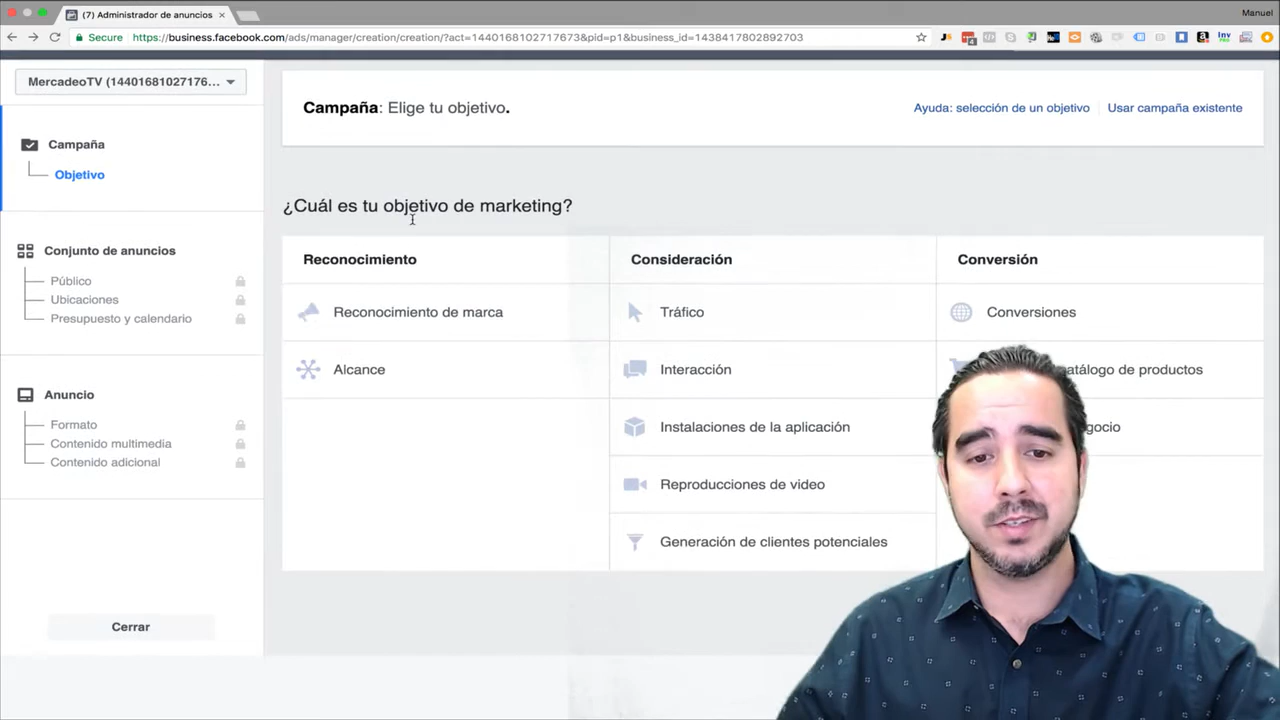 Manuel
(7) Administrador de anuncios
Secure https://business.facebook.com/ads/manager/creation/creation/?act=1440168102717673&pid=p1&business_id=1438417802892703
MercadeoTV (14401681027176...
Campaña
Objetivo
Conjunto de anuncios
Público
Ubicaciones
Presupuesto y calendario
Anuncio
Formato
Contenido multimedia
Contenido adicional
Cerrar
Campaña: Elige tu objetivo.
Ayuda: selección de un objetivo
Usar campaña existente
¿Cuál es tu objetivo de marketing?
Reconocimiento
Reconocimiento de marca
Alcance
Consideración
Tráfico
Interacción
Instalaciones de la aplicación
Reproducciones de video
Generación de clientes potenciales
Conversión
Conversiones
de productos